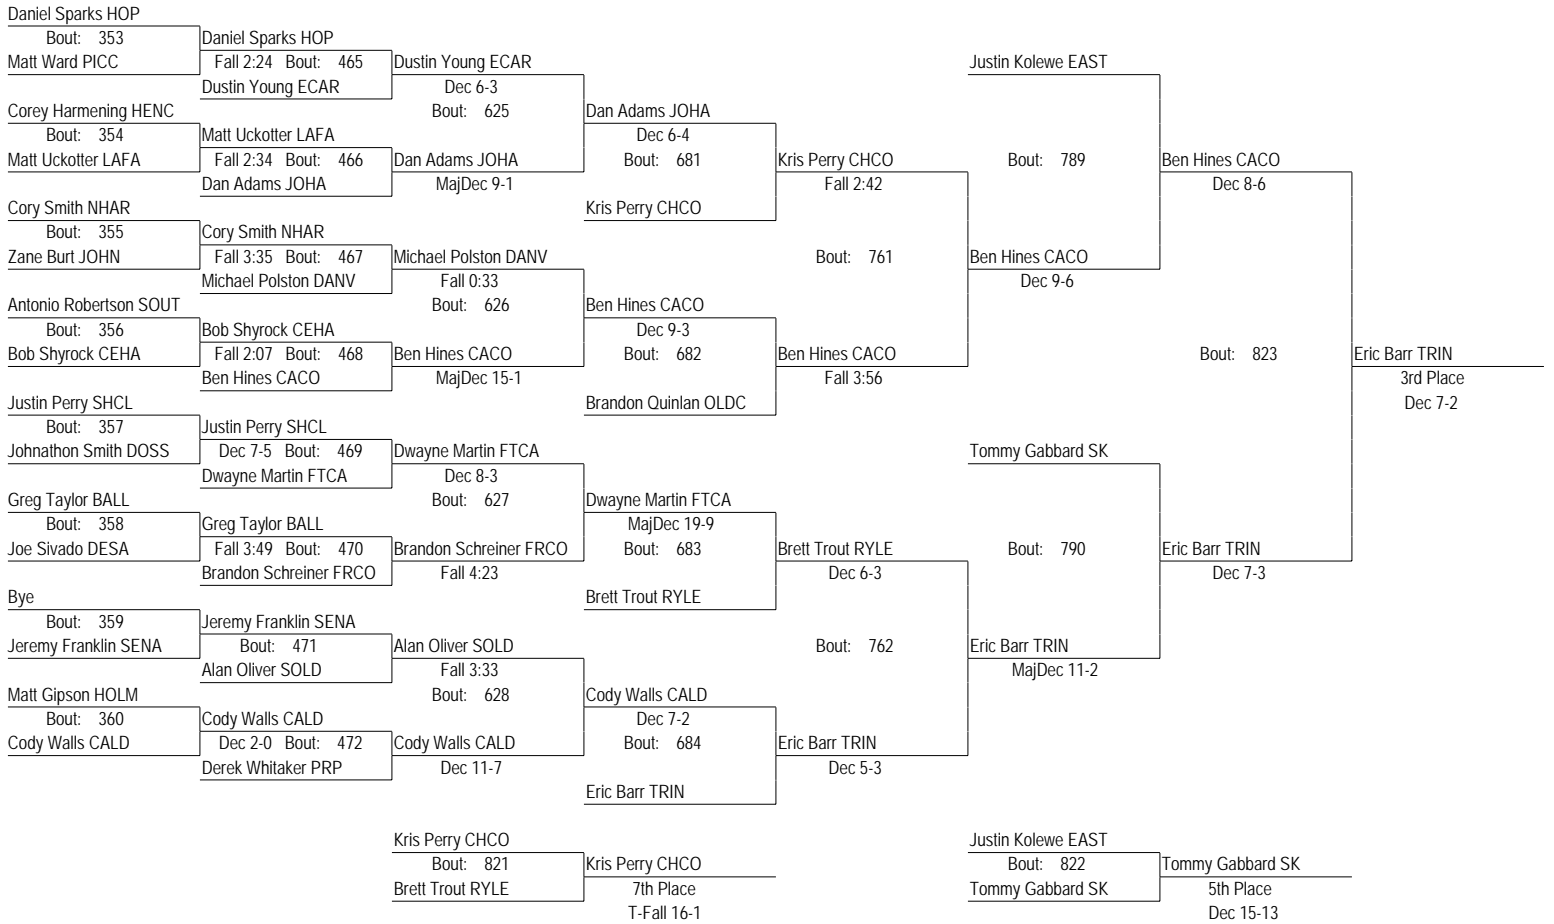 Daniel Sparks HOP
Bout: 353
Daniel Sparks HOP
Matt Ward PICC
Fall 2:24 Bout: 465
Dustin Young ECAR
Justin Kolewe EAST
Dustin Young ECAR
Dec 6-3
Corey Harmening HENC
Bout: 625
Dan Adams JOHA
Bout: 354
Matt Uckotter LAFA
Dec 6-4
Matt Uckotter LAFA
Fall 2:34 Bout: 466
Dan Adams JOHA
Bout: 681
Kris Perry CHCO
Bout: 789
Ben Hines CACO
Dan Adams JOHA
MajDec 9-1
Fall 2:42
Dec 8-6
Cory Smith NHAR
Kris Perry CHCO
Bout: 355
Cory Smith NHAR
Zane Burt JOHN
Fall 3:35 Bout: 467
Michael Polston DANV
Bout: 761
Ben Hines CACO
Michael Polston DANV
Fall 0:33
Dec 9-6
Antonio Robertson SOUT
Bout: 626
Ben Hines CACO
Bout: 356
Bob Shyrock CEHA
Dec 9-3
Bob Shyrock CEHA
Fall 2:07 Bout: 468
Ben Hines CACO
Bout: 682
Ben Hines CACO
Bout: 823
Eric Barr TRIN
Ben Hines CACO
MajDec 15-1
Fall 3:56
3rd Place
Justin Perry SHCL
Brandon Quinlan OLDC
Dec 7-2
Bout: 357
Justin Perry SHCL
Johnathon Smith DOSS
Dec 7-5 Bout: 469
Dwayne Martin FTCA
Tommy Gabbard SK
Dwayne Martin FTCA
Dec 8-3
Greg Taylor BALL
Bout: 627
Dwayne Martin FTCA
Bout: 358
Greg Taylor BALL
MajDec 19-9
Joe Sivado DESA
Fall 3:49 Bout: 470
Brandon Schreiner FRCO
Bout: 683
Brett Trout RYLE
Bout: 790
Eric Barr TRIN
Brandon Schreiner FRCO
Fall 4:23
Dec 6-3
Dec 7-3
Bye
Brett Trout RYLE
Bout: 359
Jeremy Franklin SENA
Jeremy Franklin SENA
Bout: 471
Alan Oliver SOLD
Bout: 762
Eric Barr TRIN
Alan Oliver SOLD
Fall 3:33
MajDec 11-2
Matt Gipson HOLM
Bout: 628
Cody Walls CALD
Bout: 360
Cody Walls CALD
Dec 7-2
Cody Walls CALD
Dec 2-0 Bout: 472
Cody Walls CALD
Bout: 684
Eric Barr TRIN
Derek Whitaker PRP
Dec 11-7
Dec 5-3
Eric Barr TRIN
Kris Perry CHCO
Justin Kolewe EAST
Bout: 821
Kris Perry CHCO
Bout: 822
Tommy Gabbard SK
Brett Trout RYLE
7th Place
Tommy Gabbard SK
5th Place
T-Fall 16-1
Dec 15-13